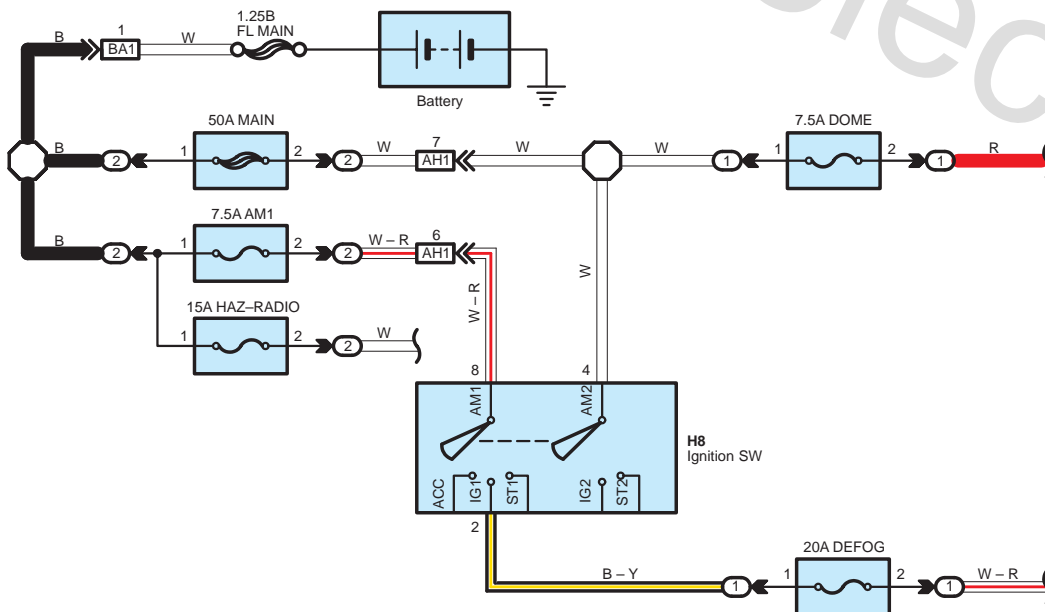 1.25B
FL MAIN
B
1
BA1
W
Battery
50A MAIN
7.5A DOME
B
2
1
2
2
W
7
AH1
W
W
1
1
2
1
R
7.5A AM1
B
2
1
2
2
W – R
6
AH1
W – R
W
15A HAZ–RADIO
1
2
2
W
8
4
AM1
AM2
H8
Ignition SW
ACC
IG1
ST1
IG2
ST2
2
20A DEFOG
B – Y
1
1
2
1
W – R